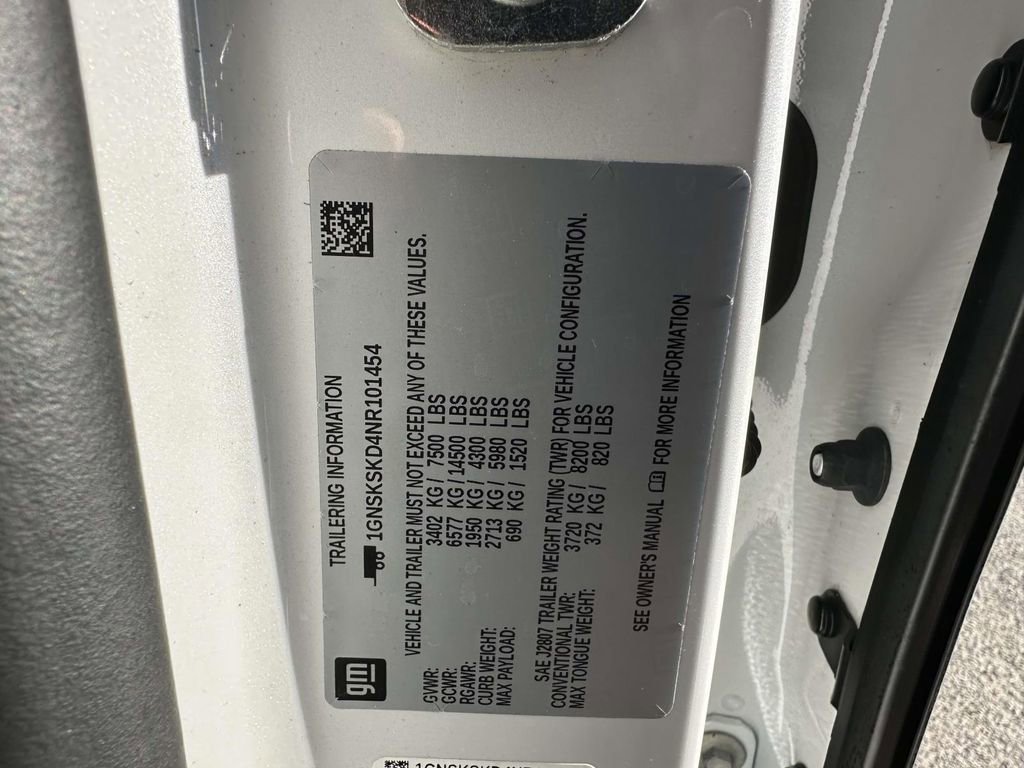 gm
TRAILERING INFORMATION
1GNSKSKD4NR101454
VEHICLE AND TRAILER MUST NOT EXCEED ANY OF THESE VALUES.
GVWR: 3402 KG / 7500 LBS
GCWR: 6577 KG / 14500 LBS
RGAWR: 1950 KG / 4300 LBS
CURB WEIGHT: 2713 KG / 5980 LBS
MAX PAYLOAD: 690 KG / 1520 LBS
SAE J2807 TRAILER WEIGHT RATING (TWR) FOR VEHICLE CONFIGURATION.
CONVENTIONAL TWR: 3720 KG / 8200 LBS
MAX TONGUE WEIGHT: 372 KG / 820 LBS
SEE OWNER'S MANUAL FOR MORE INFORMATION